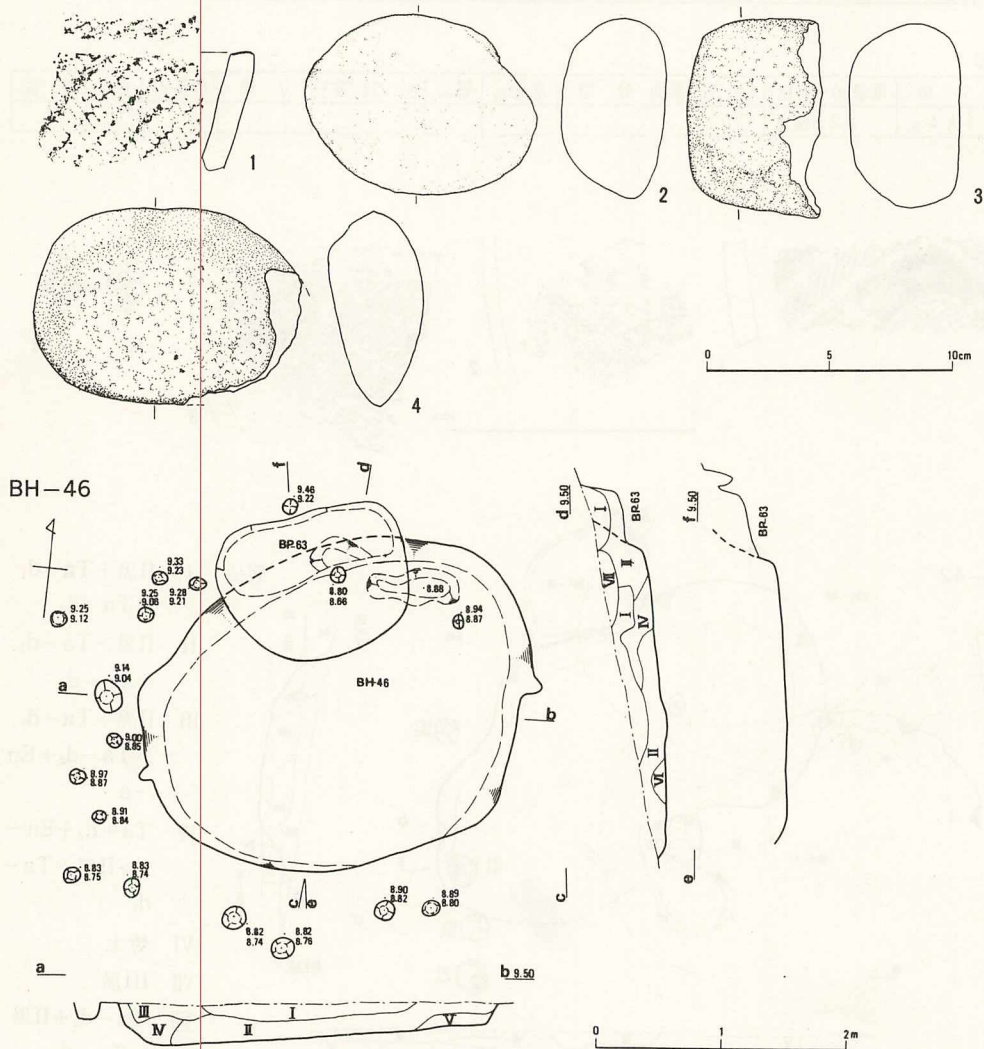 1
2
3
4
0 5 10cm
BH-46
f
d
9.46
9.22
BP-63
9.33
9.23
9.25
9.06
9.28
9.21
9.25
9.12
8.80
8.66
8.88
8.94
8.87
a
9.14
9.04
BH-46
b
9.00
8.85
8.97
8.87
8.91
8.84
8.83
8.75
8.83
8.74
c
e
8.90
8.82
8.89
8.80
8.82
8.74
8.82
8.76
d 9.50
I
BP-63
VII
II
I
IV
II
VI
c
f 9.50
BP-63
e
a
b 9.50
III
I
IV
II
V
0 1 2m